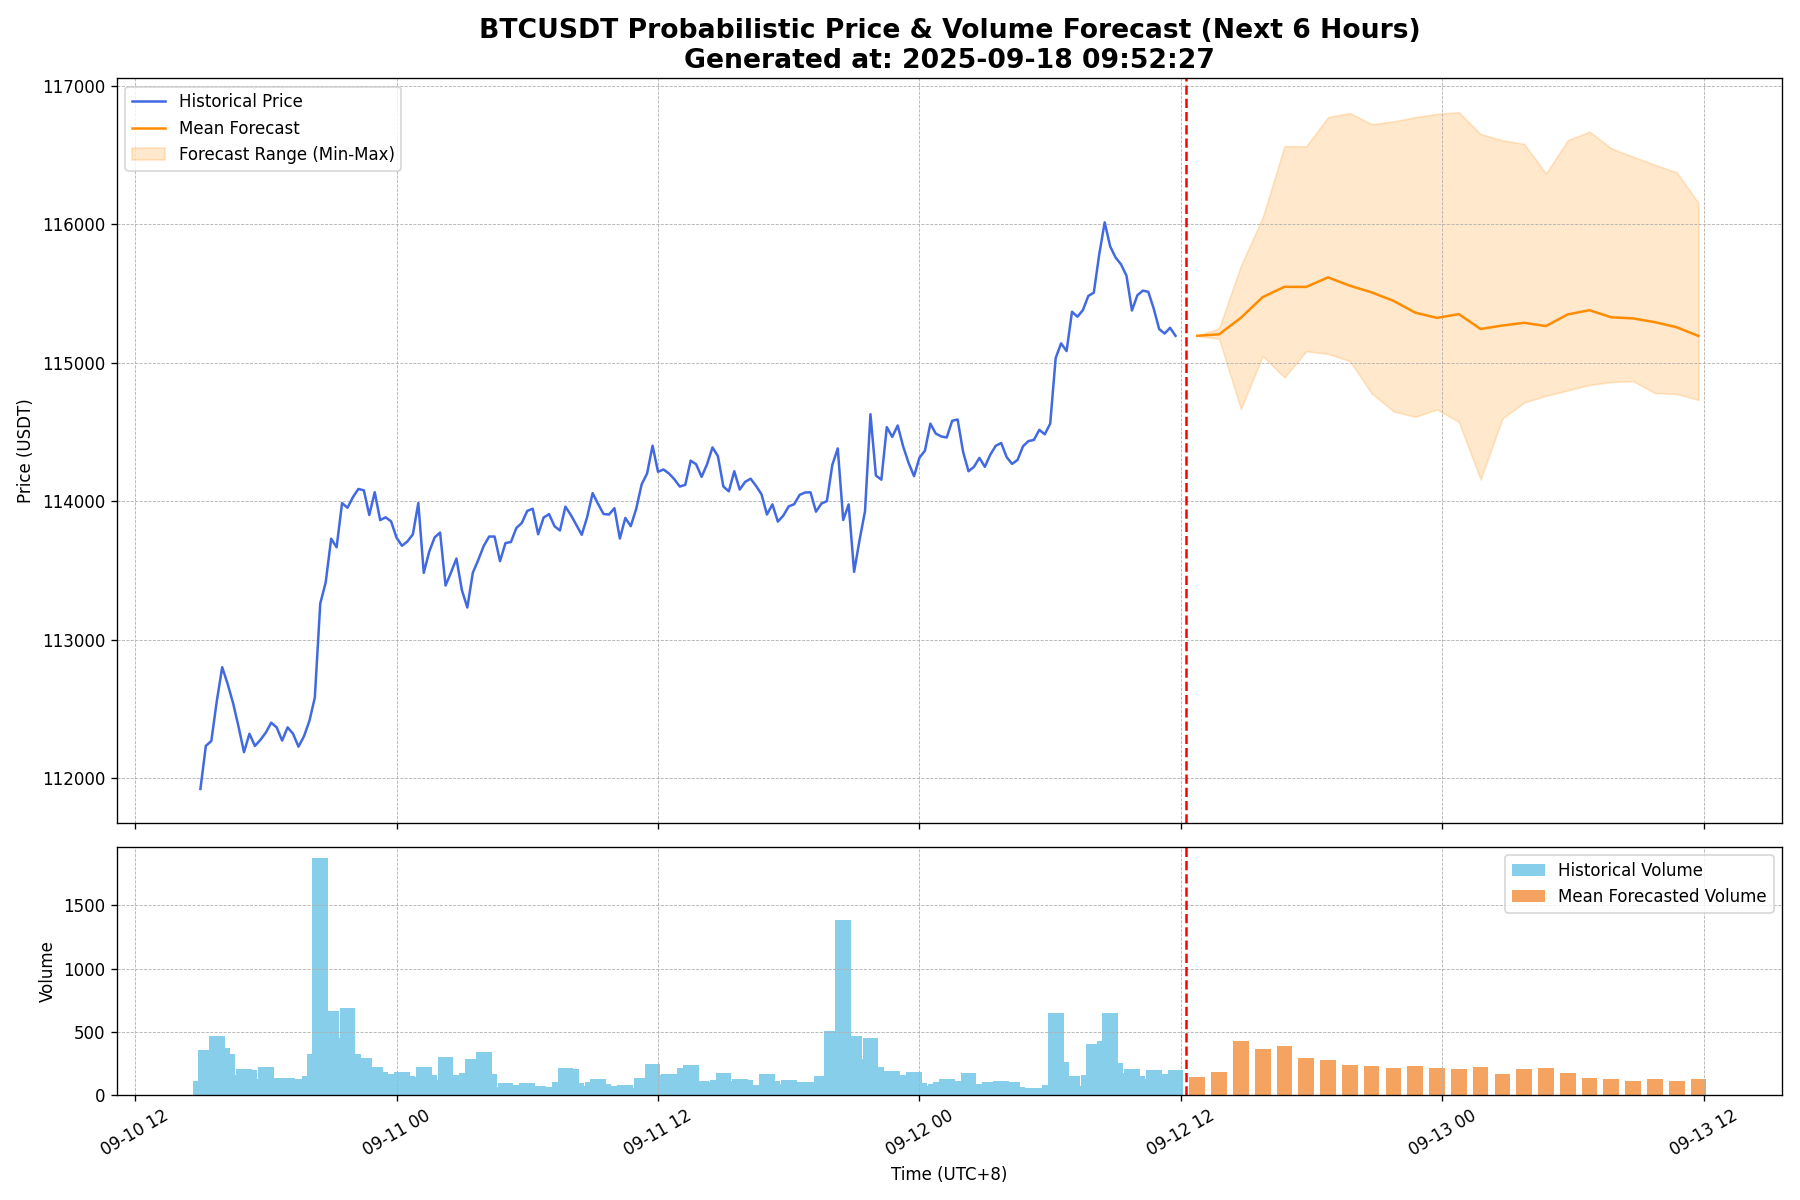 BTCUSDT Probabilistic Price & Volume Forecast (Next 6 Hours)
Generated at: 2025-09-18 09:52:27
Historical Price
Mean Forecast
Forecast Range (Min-Max)
Price (USDT)
117000
116000
115000
114000
113000
112000
Historical Volume
Mean Forecasted Volume
Volume
1500
1000
500
0
09-10 12
09-11 00
09-11 12
09-12 00
09-12 12
09-13 00
09-13 12
Time (UTC+8)